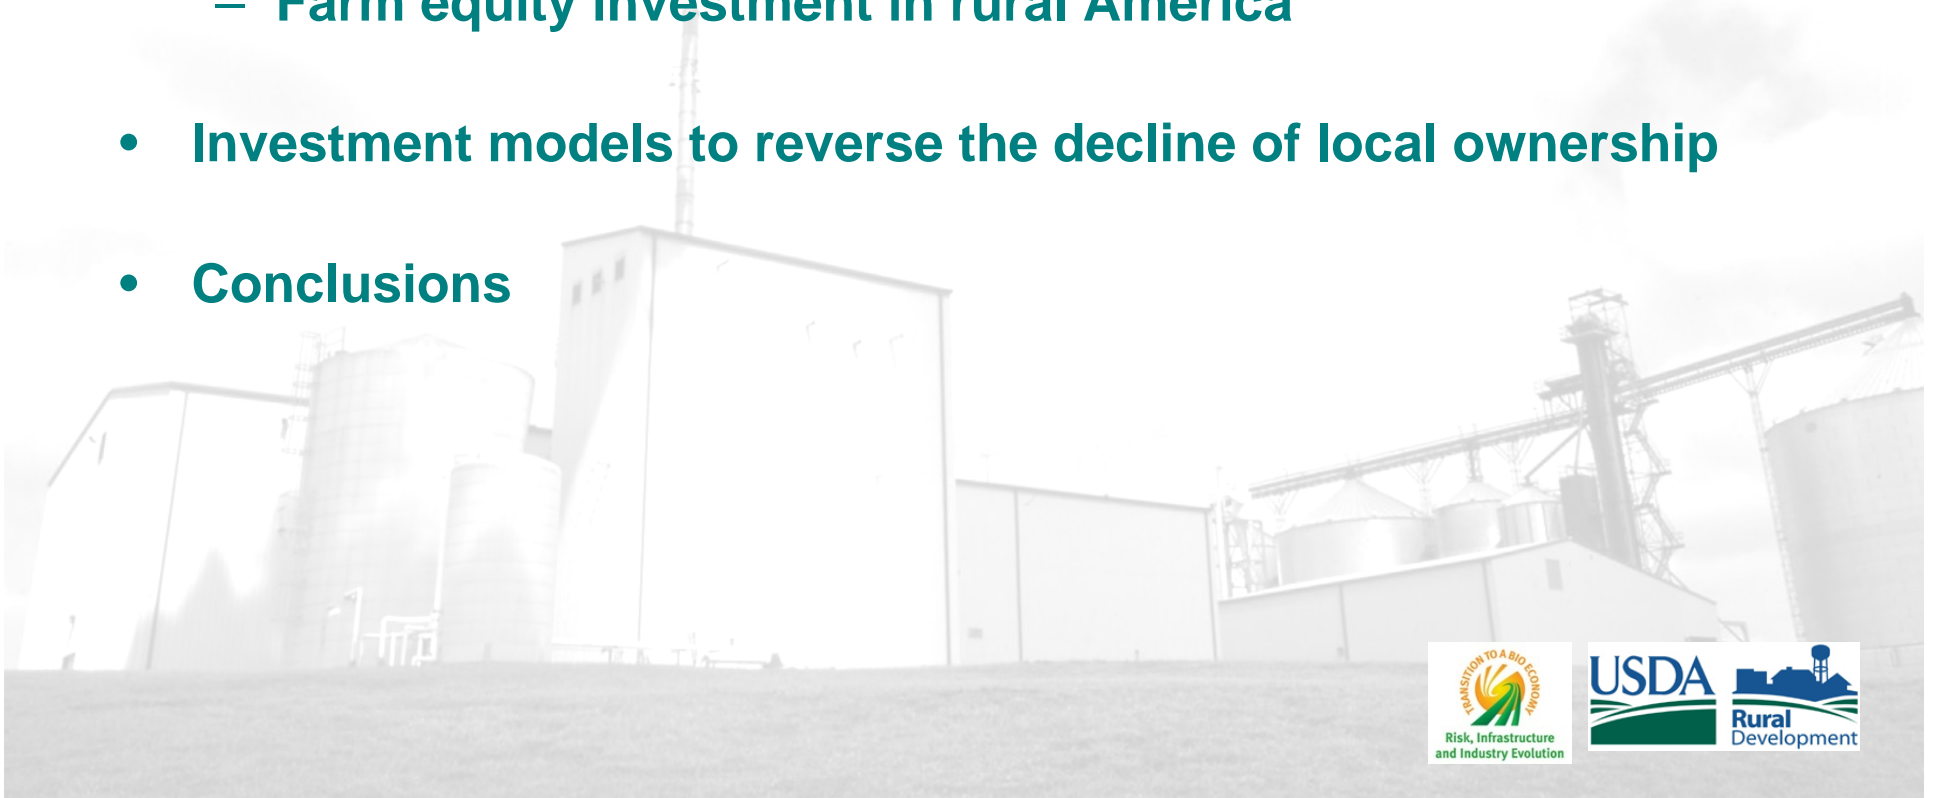 – Farm equity investment in rural America
• Investment models to reverse the decline of local ownership
• Conclusions
TRANSITION TO A BIO ECONOMY
Risk, Infrastructure
and Industry Evolution
USDA
Rural
Development